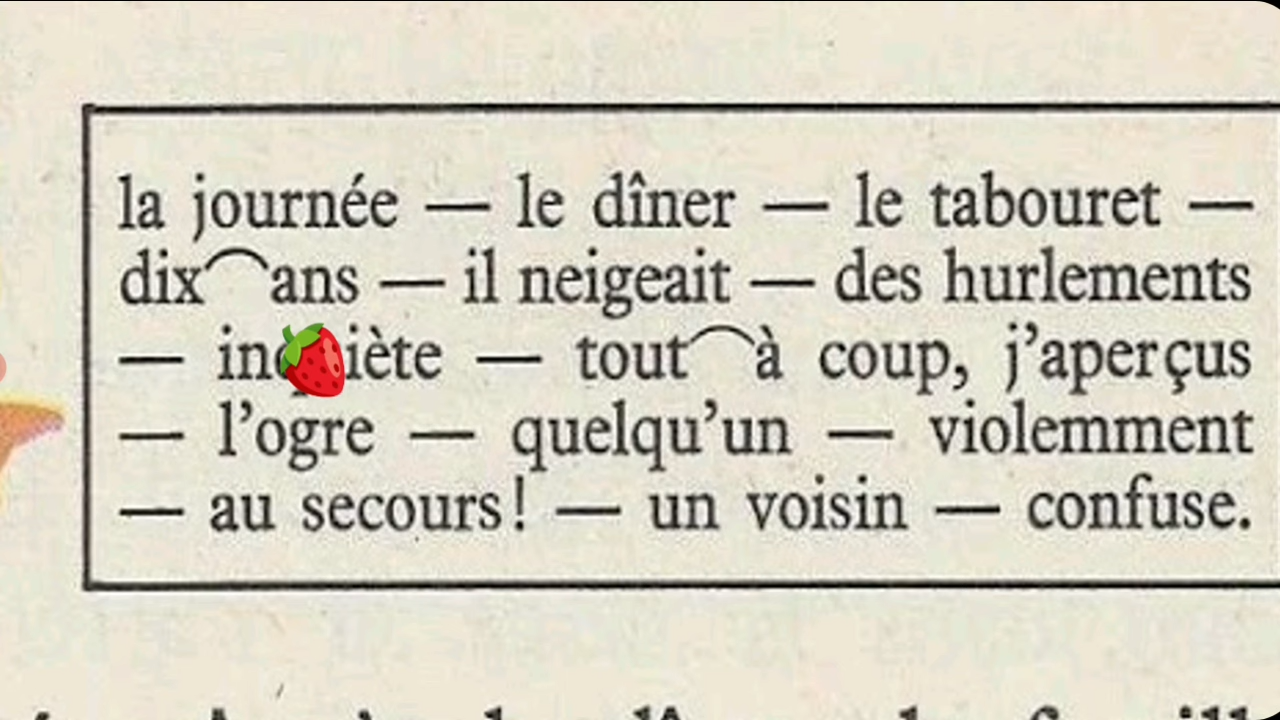 la journée — le dîner — le tabouret —
dix‿ans — il neigeait — des hurlements
— — tout‿à coup, j'aperçus
— l'ogre — quelqu'un — violemment
— au secours! — un voisin — confuse.